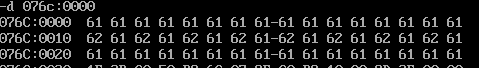 -d 076c:0000
076C:0000  61 61 61 61 61 61 61 61-61 61 61 61 61 61 61 61
076C:0010  62 61 62 61 62 61 62 61-62 61 62 61 62 61 62 61
076C:0020  61 61 61 61 61 61 61 61-61 61 61 61 61 61 61 61